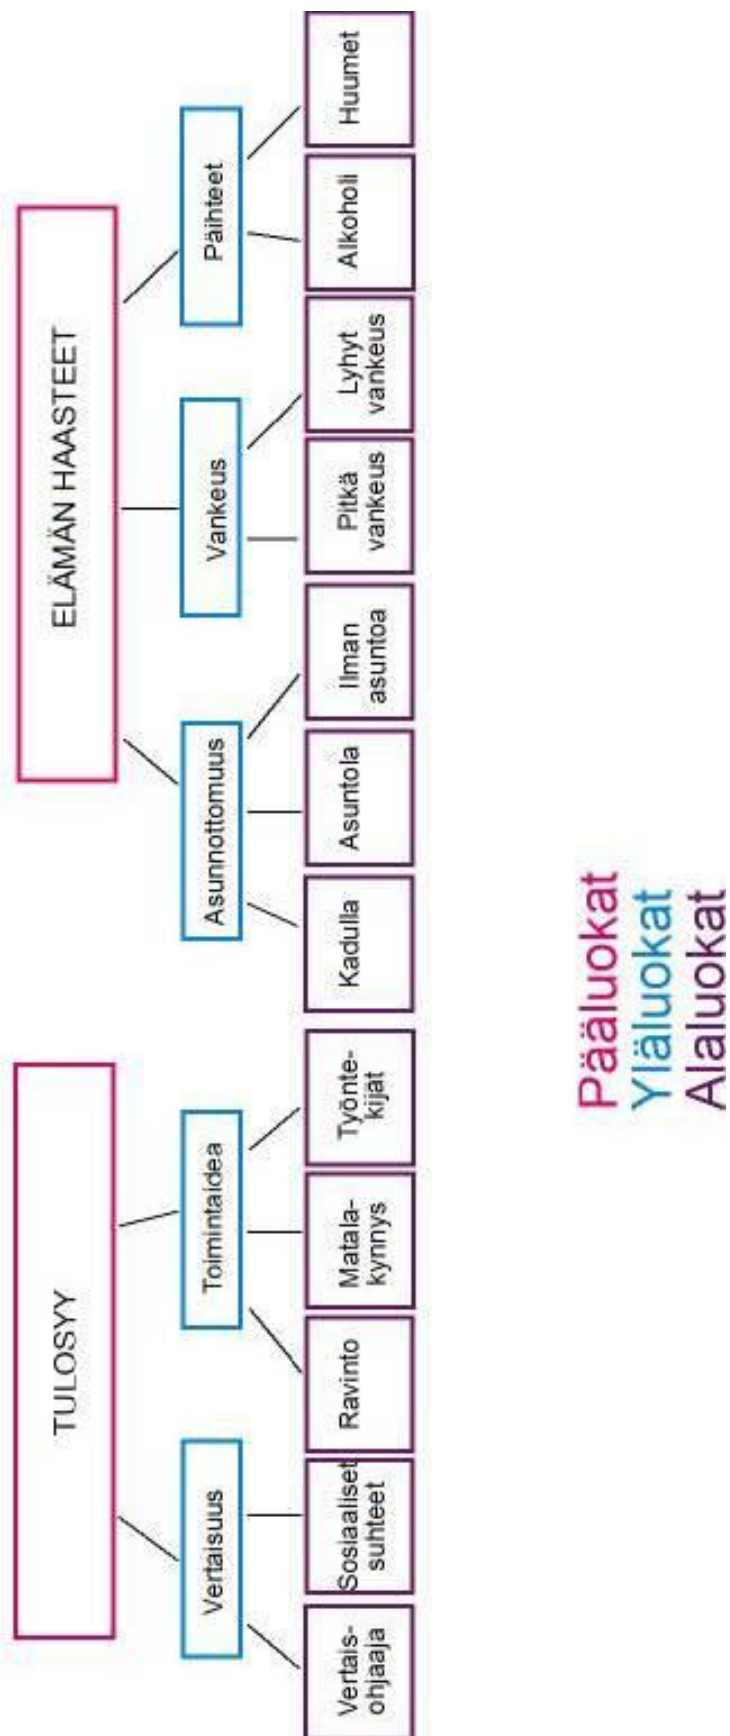 TULOSYY
ELÄMÄN HAASTEET
Vertaisuus
Toimintaidea
Asunnottomuus
Vankeus
Päihteet
Vertais-
ohjaaja
Sosiaaliset
suhteet
Ravinto
Matala-
kynnys
Työnte-
kijät
Kadulla
Asuntola
Ilman
asuntoa
Pitkä
vankeus
Lyhyt
vankeus
Alkoholi
Huumet
Pääluokat
Yläluokat
Alaluokat